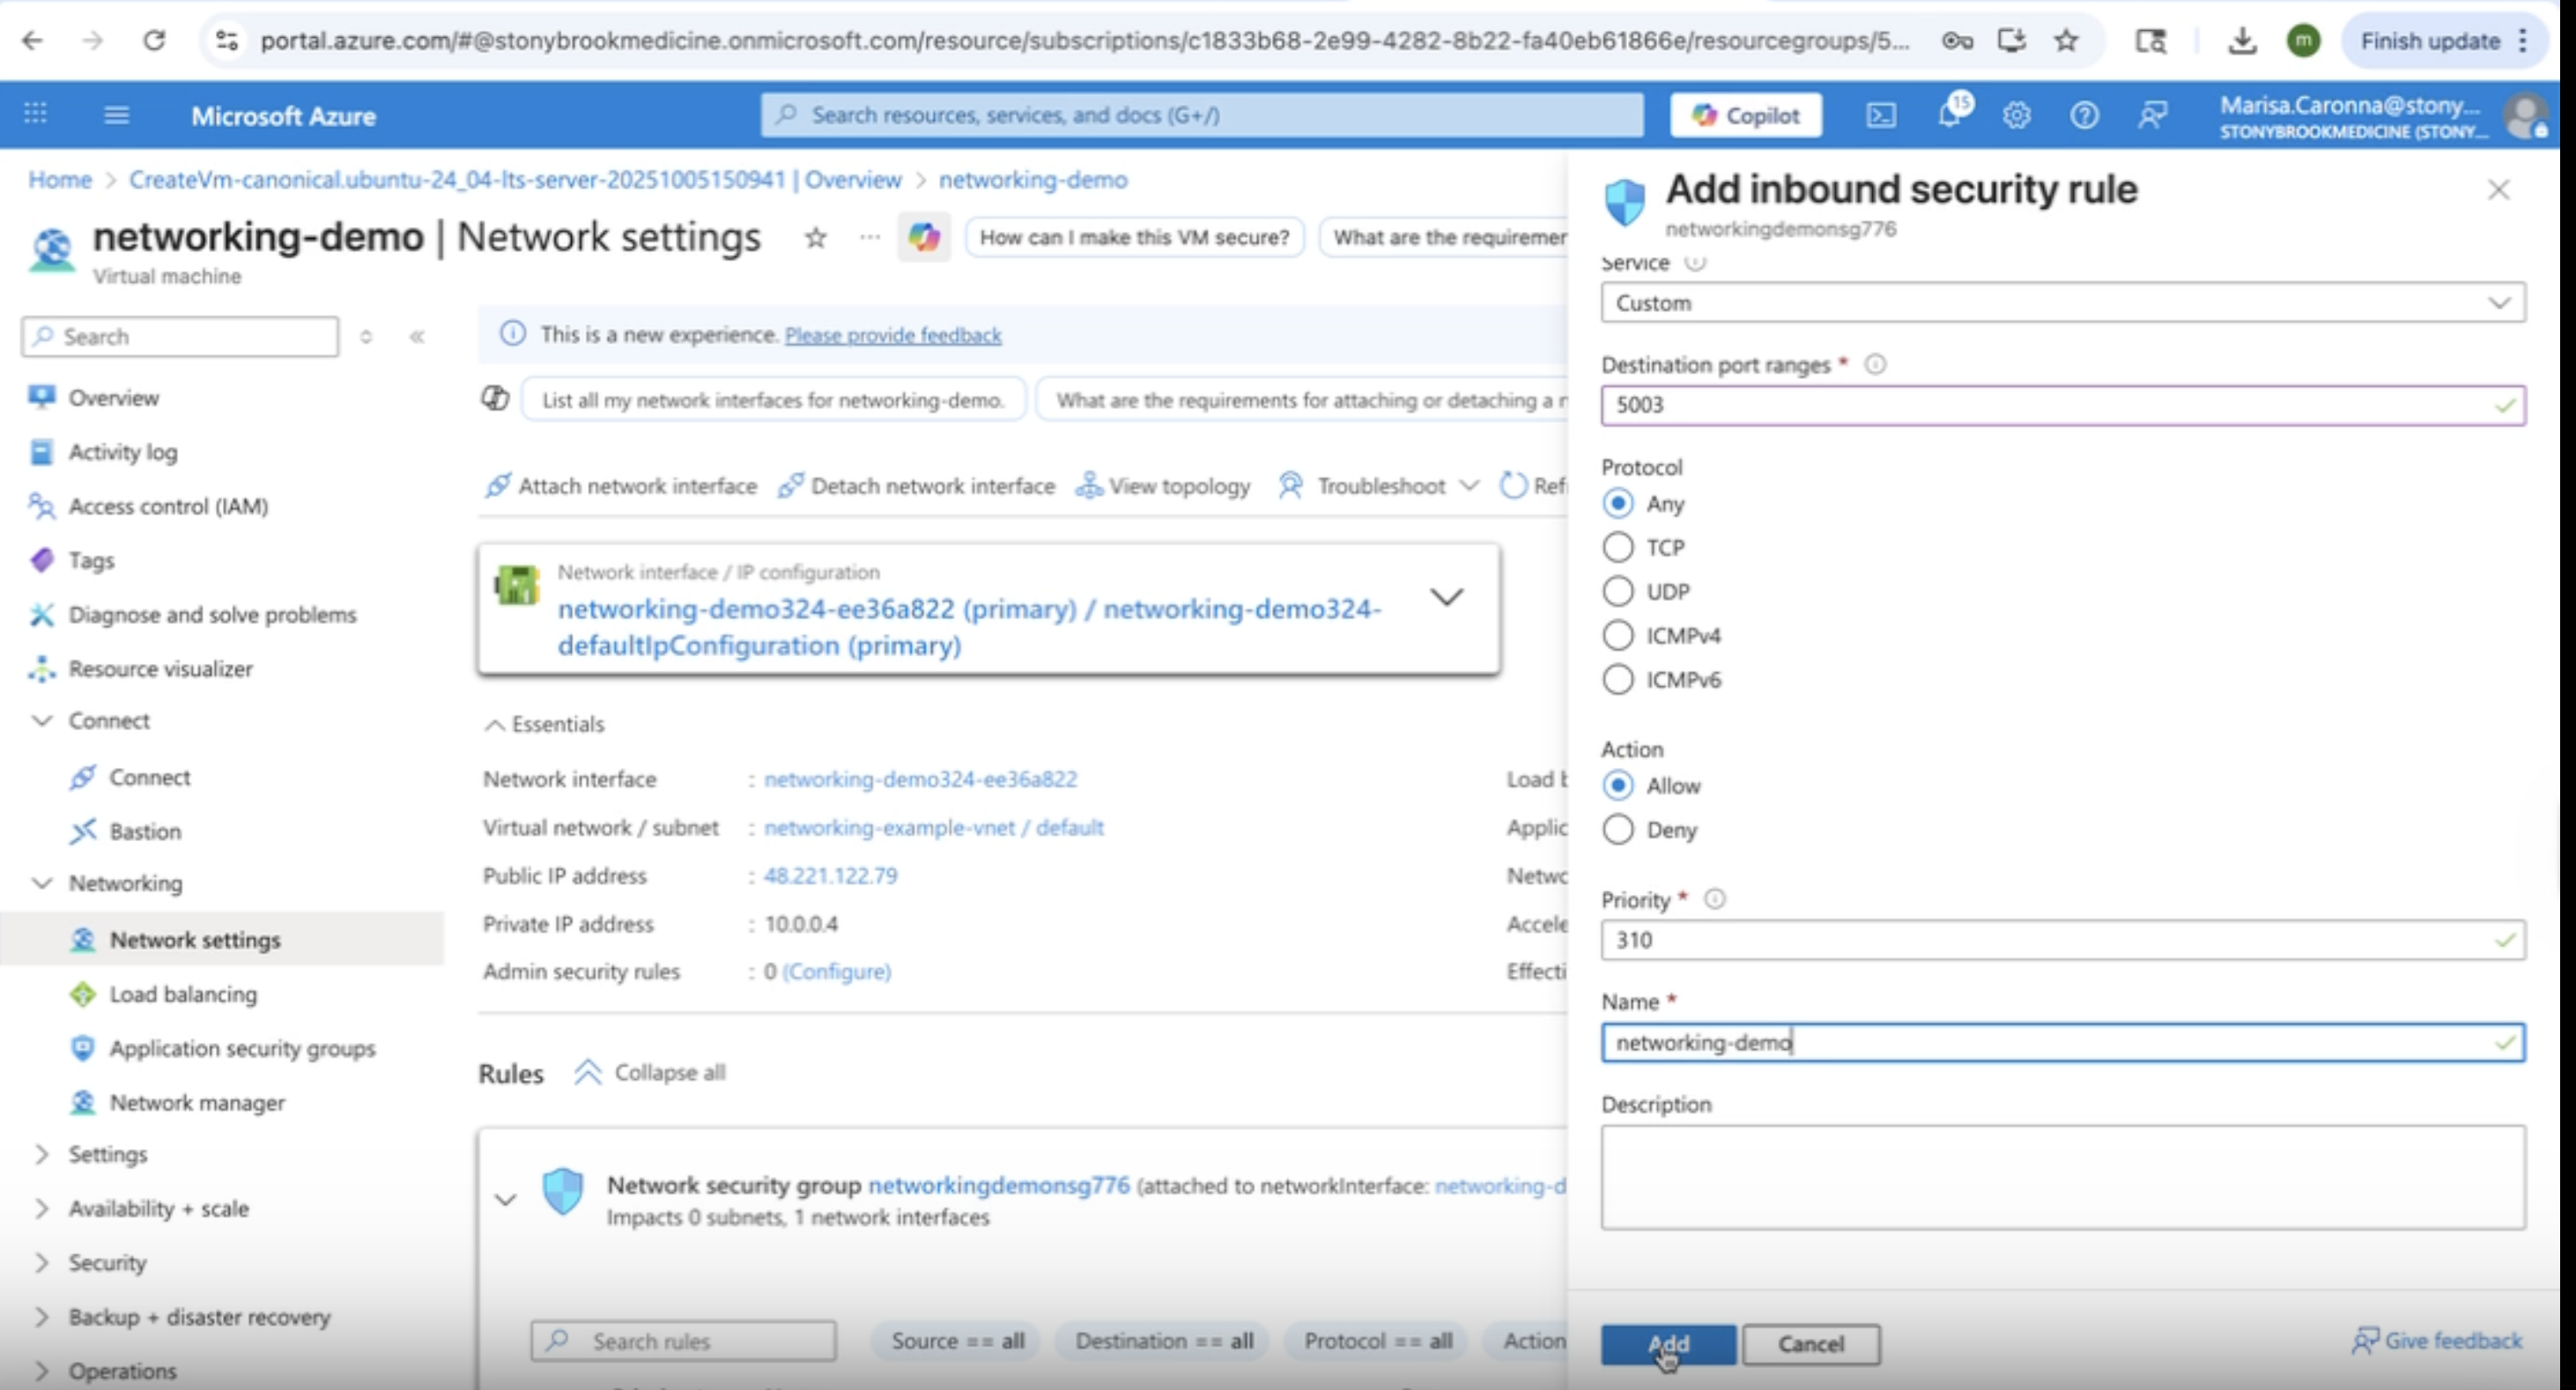 portal.azure.com/#@stonybrookmedicine.onmicrosoft.com/resource/subscriptions/c1833b68-2e99-4282-8b22-fa40eb61866e/resourcegroups/5...
m
Finish update
Microsoft Azure
Search resources, services, and docs (G+/)
Copilot
15
Marisa.Caronna@stony...
STONYBROOKMEDICINE (STONY...
Home > CreateVm-canonical.ubuntu-24_04-lts-server-20251005150941 | Overview > networking-demo
networking-demo | Network settings
Virtual machine
How can I make this VM secure?
What are the requiremer
Search
Overview
Activity log
Access control (IAM)
Tags
Diagnose and solve problems
Resource visualizer
Connect
Connect
Bastion
Networking
Network settings
Load balancing
Application security groups
Network manager
Settings
Availability + scale
Security
Backup + disaster recovery
Operations
This is a new experience. Please provide feedback
List all my network interfaces for networking-demo.
What are the requirements for attaching or detaching a n
Attach network interface
Detach network interface
View topology
Troubleshoot
Ref
Network interface / IP configuration
networking-demo324-ee36a822 (primary) / networking-demo324-
defaultIpConfiguration (primary)
Essentials
Network interface : networking-demo324-ee36a822
Virtual network / subnet : networking-example-vnet / default
Public IP address : 48.221.122.79
Private IP address : 10.0.0.4
Admin security rules : 0 (Configure)
Load b
Applic
Netwo
Accele
Effecti
Rules
Collapse all
Network security group networkingdemonsg776 (attached to networkInterface: networking-d
Impacts 0 subnets, 1 network interfaces
Search rules
Source == all
Destination == all
Protocol == all
Action
Add inbound security rule
networkingdemonsg776
Service
Custom
Destination port ranges *
5003
Protocol
Any
TCP
UDP
ICMPv4
ICMPv6
Action
Allow
Deny
Priority *
310
Name *
networking-demo
Description
Add
Cancel
Give feedback